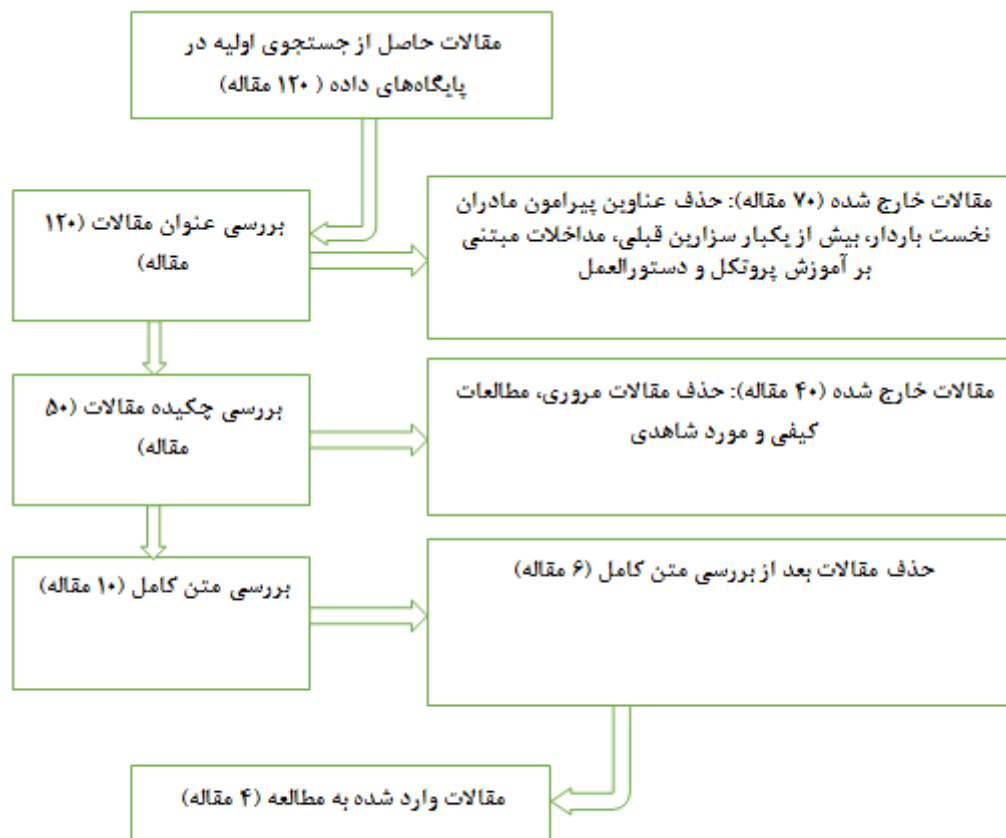 مقالات حاصل از جستجوی اولیه در
پایگاه‌های داده ( ۱۲۰ مقاله)
بررسی عنوان مقالات (۱۲۰
مقاله)
مقالات خارج شده (۷۰ مقاله): حذف عناوین پیرامون مادران
نخست باردار، بیش از یکبار سزارین قبلی، مداخلات مبتنی
بر آموزش پروتکل و دستورالعمل
بررسی چکیده مقالات (۵۰
مقاله)
مقالات خارج شده (۴۰ مقاله): حذف مقالات مروری، مطالعات
کیفی و مورد شاهدی
بررسی متن کامل (۱۰ مقاله)
حذف مقالات بعد از بررسی متن کامل (۶ مقاله)
مقالات وارد شده به مطالعه (۴ مقاله)